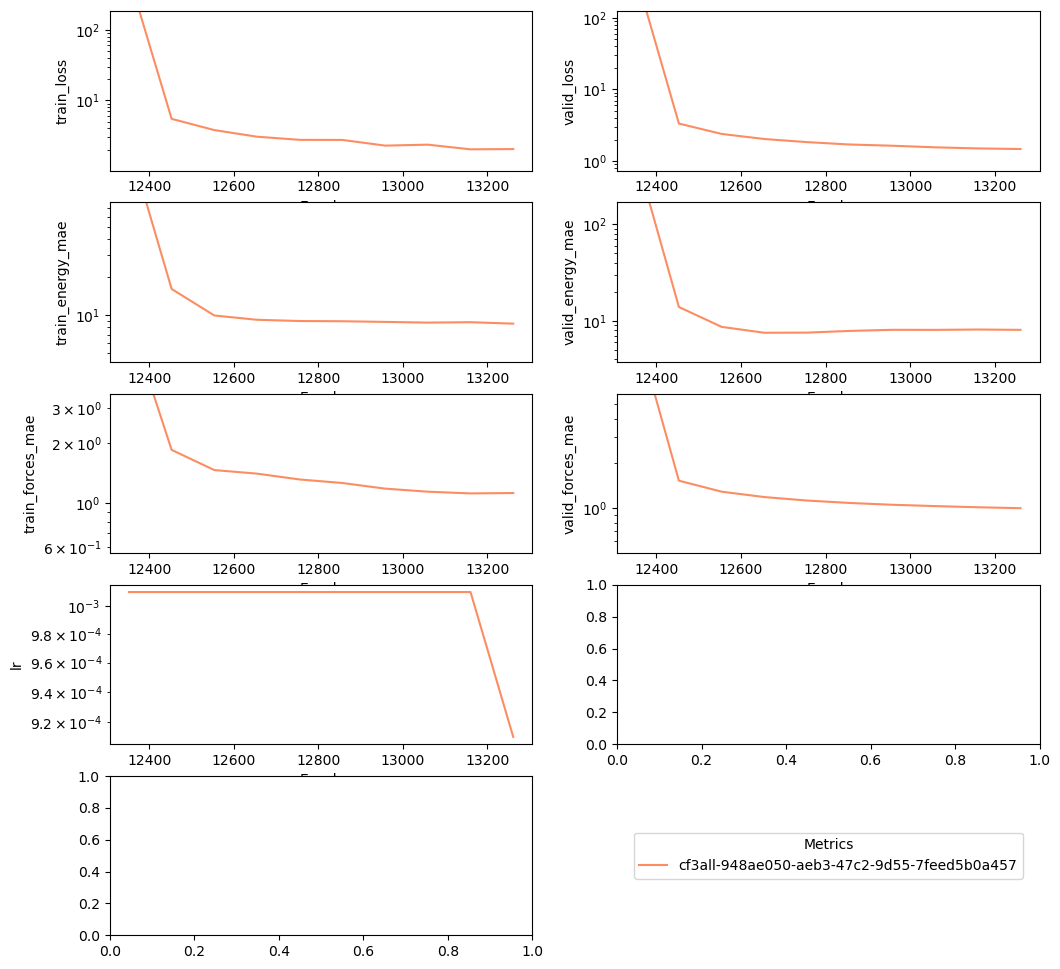 train_loss
10²
10¹
12400 12600 12800 13000 13200
valid_loss
10²
10¹
10⁰
12400 12600 12800 13000 13200
train_energy_mae
10¹
12400 12600 12800 13000 13200
valid_energy_mae
10²
10¹
12400 12600 12800 13000 13200
train_forces_mae
3 × 10⁰
2 × 10⁰
10⁰
6 × 10⁻¹
12400 12600 12800 13000 13200
valid_forces_mae
10⁰
12400 12600 12800 13000 13200
lr
10⁻³
9.8 × 10⁻⁴
9.6 × 10⁻⁴
9.4 × 10⁻⁴
9.2 × 10⁻⁴
12400 12600 12800 13000 13200
1.0
0.8
0.6
0.4
0.2
0.0
0.0 0.2 0.4 0.6 0.8 1.0
1.0
0.8
0.6
0.4
0.2
0.0
0.0 0.2 0.4 0.6 0.8 1.0
Metrics
cf3all-948ae050-aeb3-47c2-9d55-7feed5b0a457